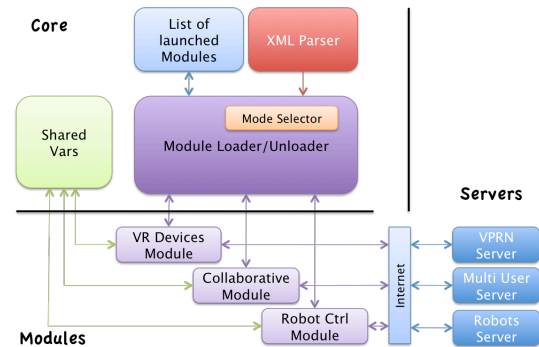 Core
List of
launched
Modules
XML Parser
Mode Selector
Module Loader/Unloader
Shared
Vars
Servers
VR Devices
Module
Collaborative
Module
Robot Ctrl
Module
Internet
VPRN
Server
Multi User
Server
Robots
Server
Modules